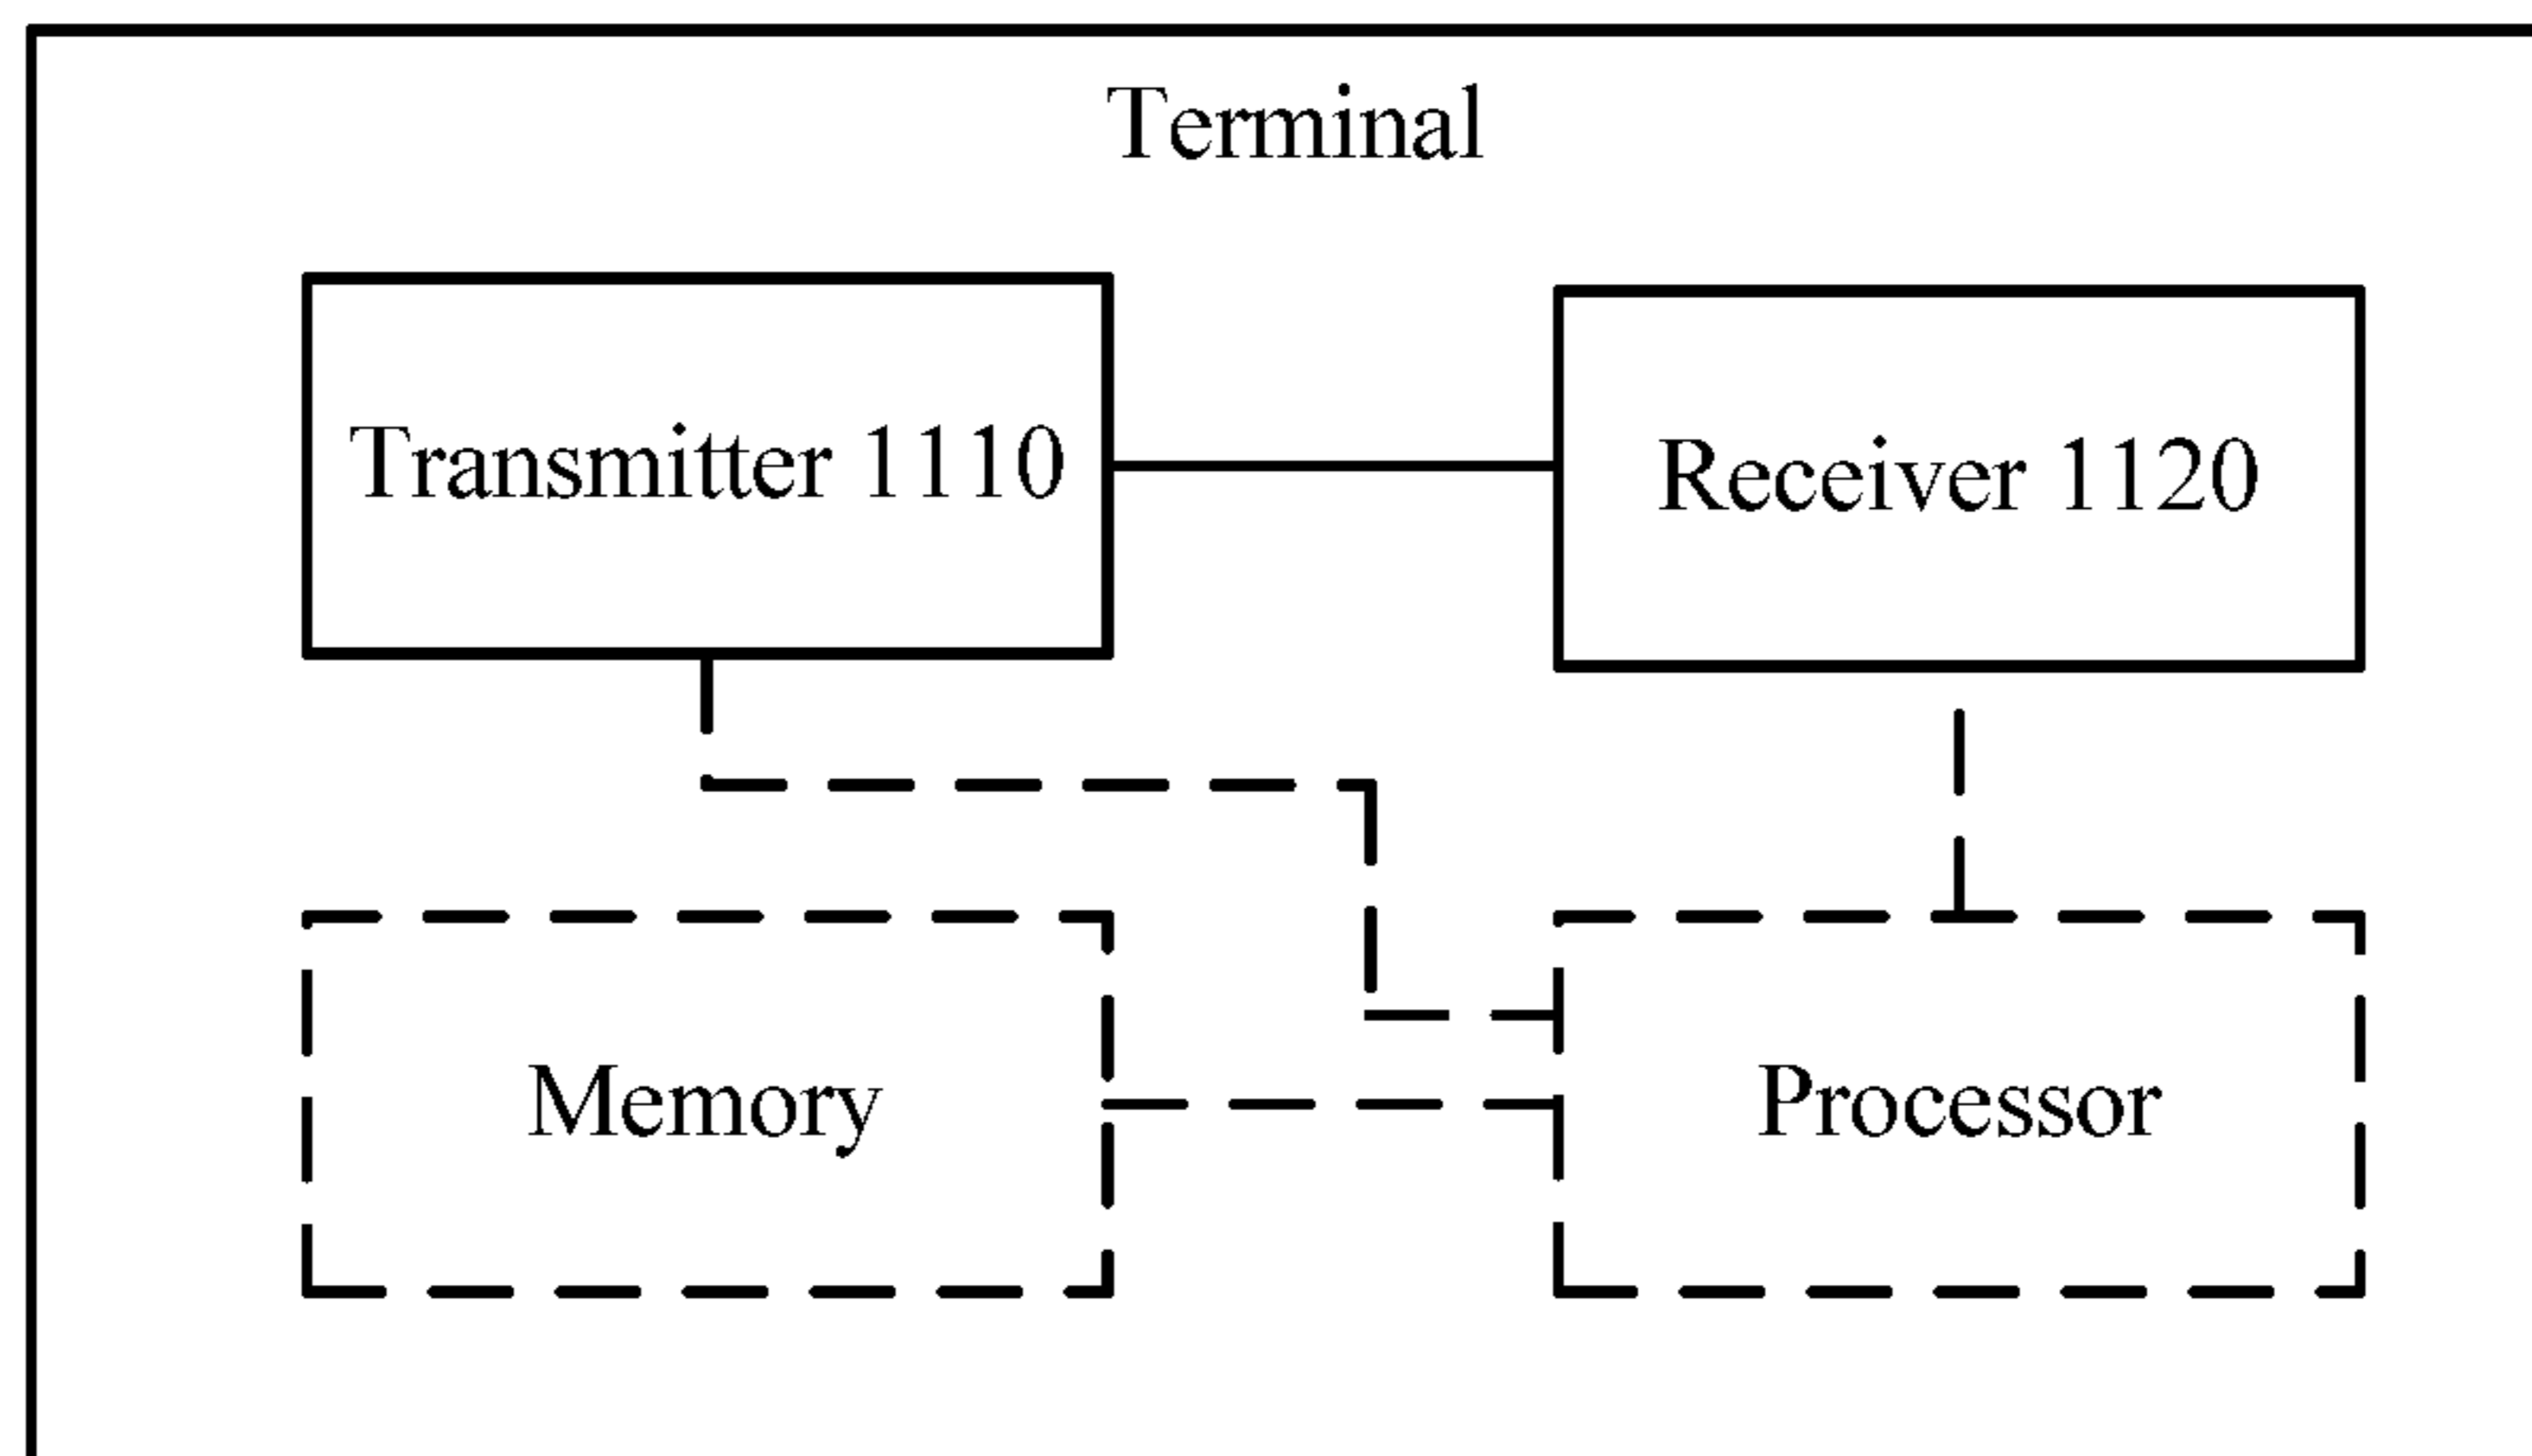 Terminal
Transmitter 1110
Receiver 1120
Memory
Processor